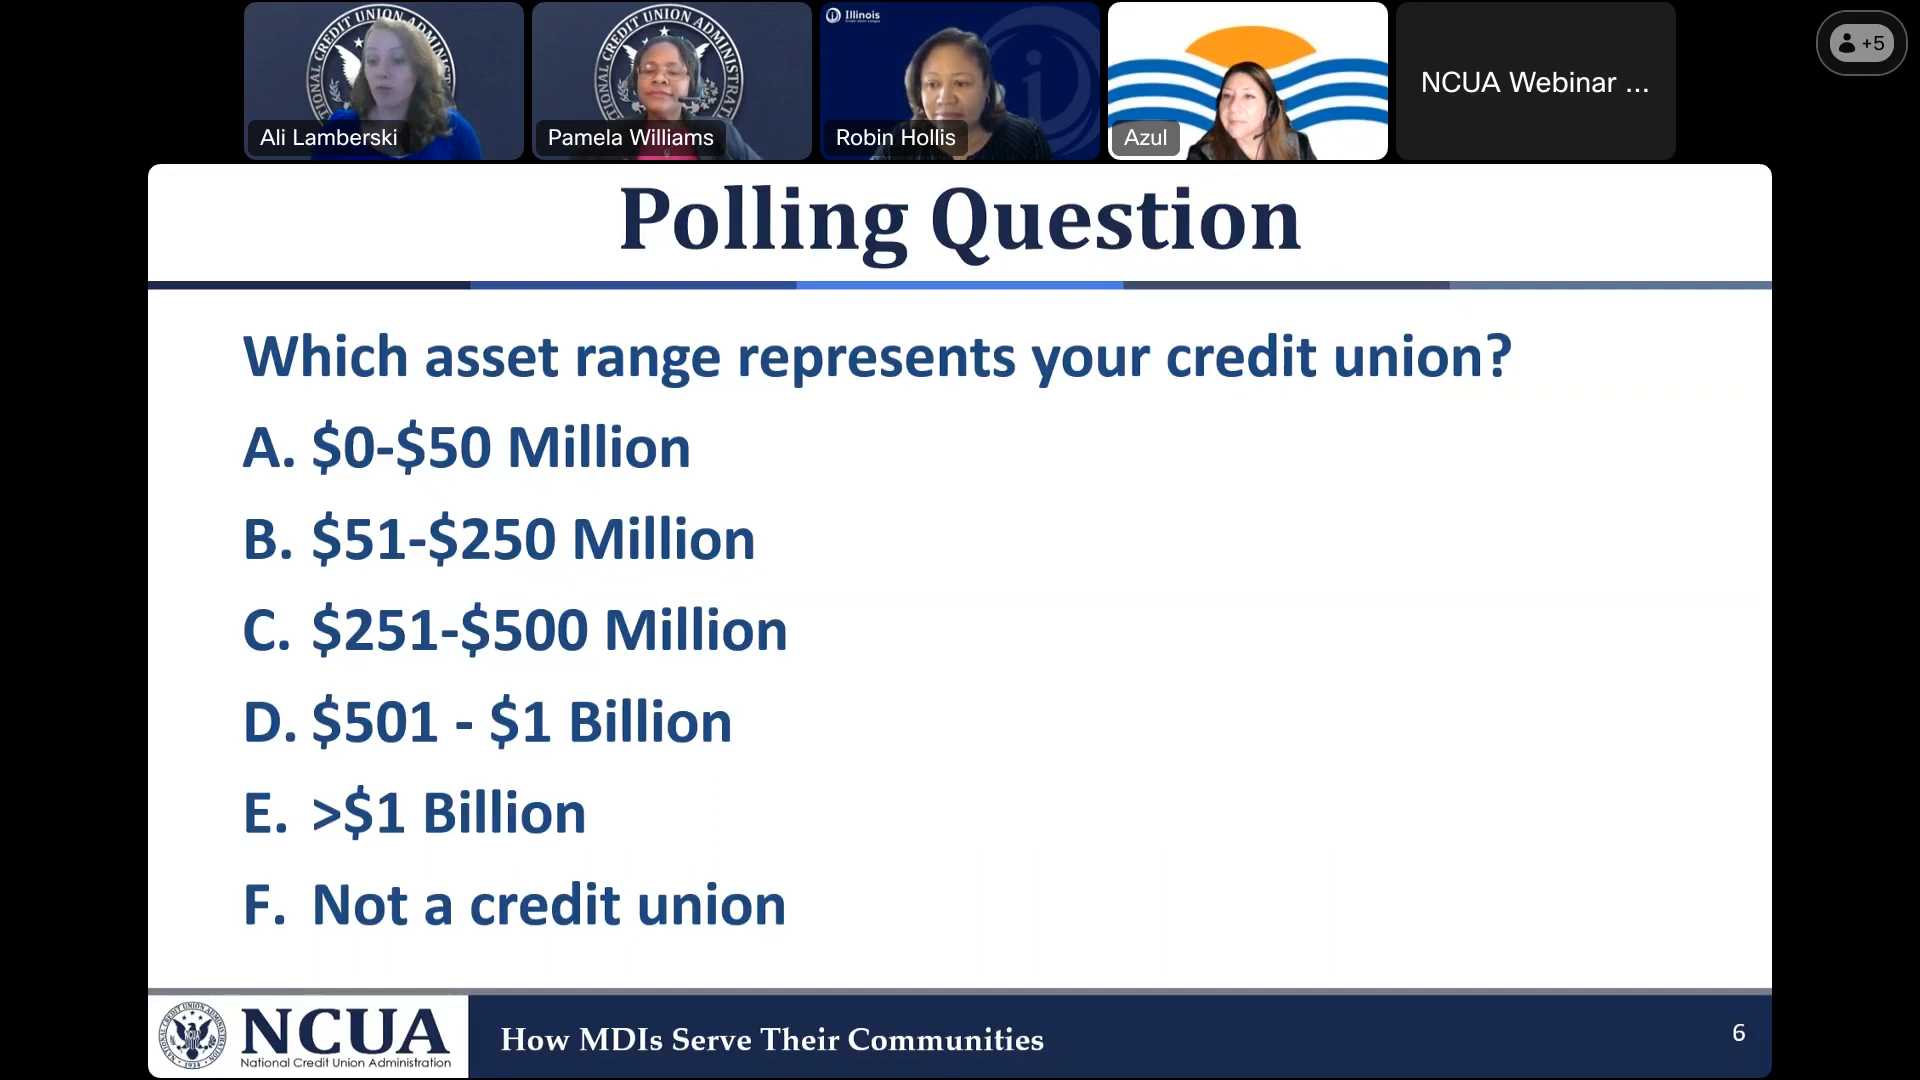 Illinois
Ali Lamberski
Pamela Williams
Robin Hollis
Azul
NCUA Webinar ...
+5
Polling Question
Which asset range represents your credit union?
A. $0-$50 Million
B. $51-$250 Million
C. $251-$500 Million
D. $501 - $1 Billion
E. >$1 Billion
F. Not a credit union
NCUA
National Credit Union Administration
How MDIs Serve Their Communities
6